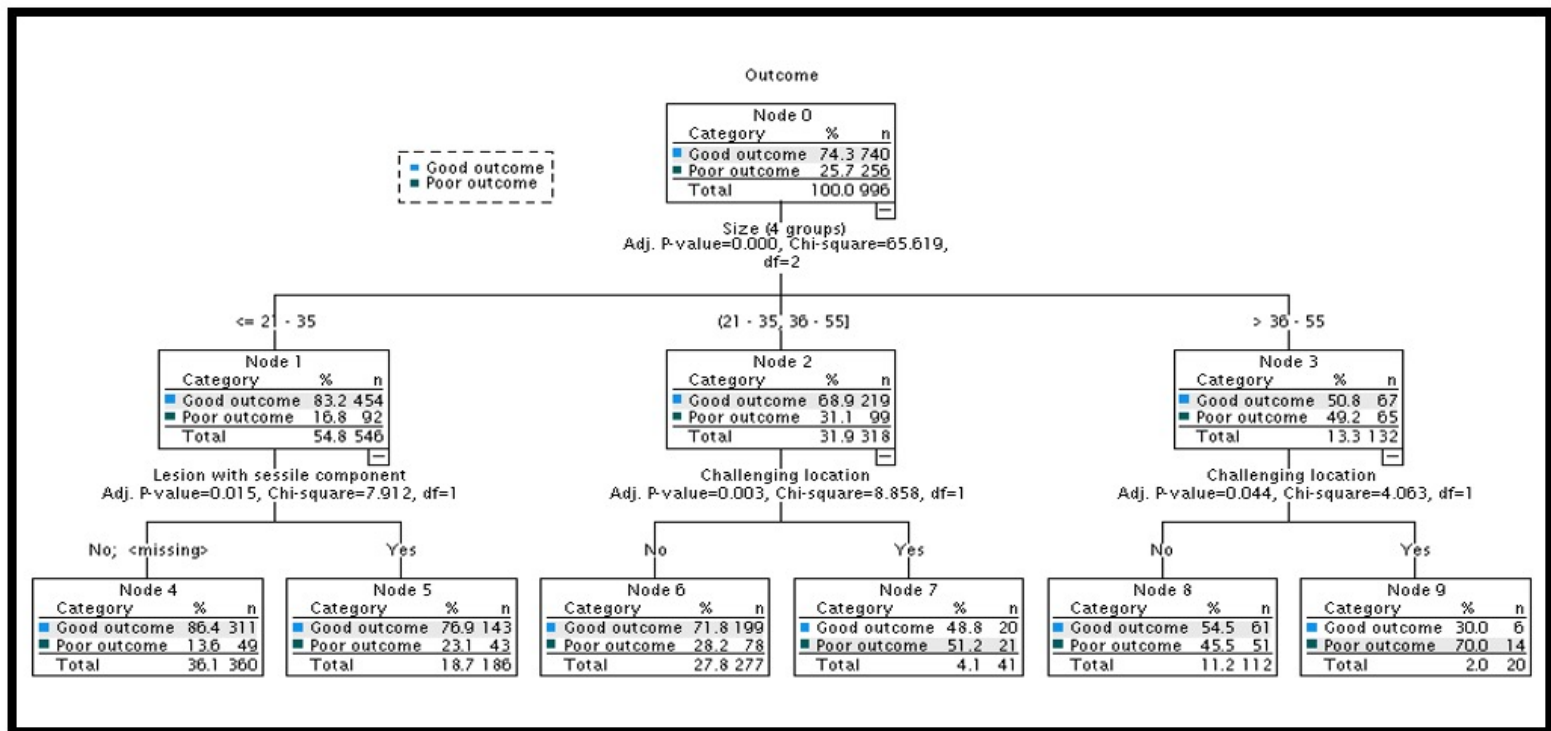 Outcome
Node 0
Category % n
Good outcome 74.3 740
Poor outcome 25.7 256
Total 100.0 996
Good outcome
Poor outcome
Size (4 groups)
Adj. P-value=0.000, Chi-square=65.619,
df=2
<= 21 - 35
(21 - 35, 36 - 55]
> 36 - 55
Node 1
Category % n
Good outcome 83.2 454
Poor outcome 16.8 92
Total 54.8 546
Node 2
Category % n
Good outcome 68.9 219
Poor outcome 31.1 99
Total 31.9 318
Node 3
Category % n
Good outcome 50.8 67
Poor outcome 49.2 65
Total 13.3 132
Lesion with sessile component
Adj. P-value=0.015, Chi-square=7.912, df=1
Challenging location
Adj. P-value=0.003, Chi-square=8.858, df=1
Challenging location
Adj. P-value=0.044, Chi-square=4.063, df=1
No; <missing>
Yes
No
Yes
No
Yes
Node 4
Category % n
Good outcome 86.4 311
Poor outcome 13.6 49
Total 36.1 360
Node 5
Category % n
Good outcome 76.9 143
Poor outcome 23.1 43
Total 18.7 186
Node 6
Category % n
Good outcome 71.8 199
Poor outcome 28.2 78
Total 27.8 277
Node 7
Category % n
Good outcome 48.8 20
Poor outcome 51.2 21
Total 4.1 41
Node 8
Category % n
Good outcome 54.5 61
Poor outcome 45.5 51
Total 11.2 112
Node 9
Category % n
Good outcome 30.0 6
Poor outcome 70.0 14
Total 2.0 20